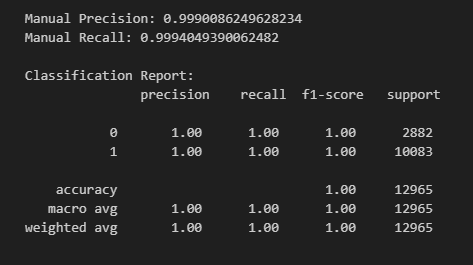 Manual Precision: 0.9990086249628234
Manual Recall: 0.9994049390062482
Classification Report:
precision recall f1-score support
0 1.00 1.00 1.00 2882
1 1.00 1.00 1.00 10083
accuracy 1.00 12965
macro avg 1.00 1.00 1.00 12965
weighted avg 1.00 1.00 1.00 12965